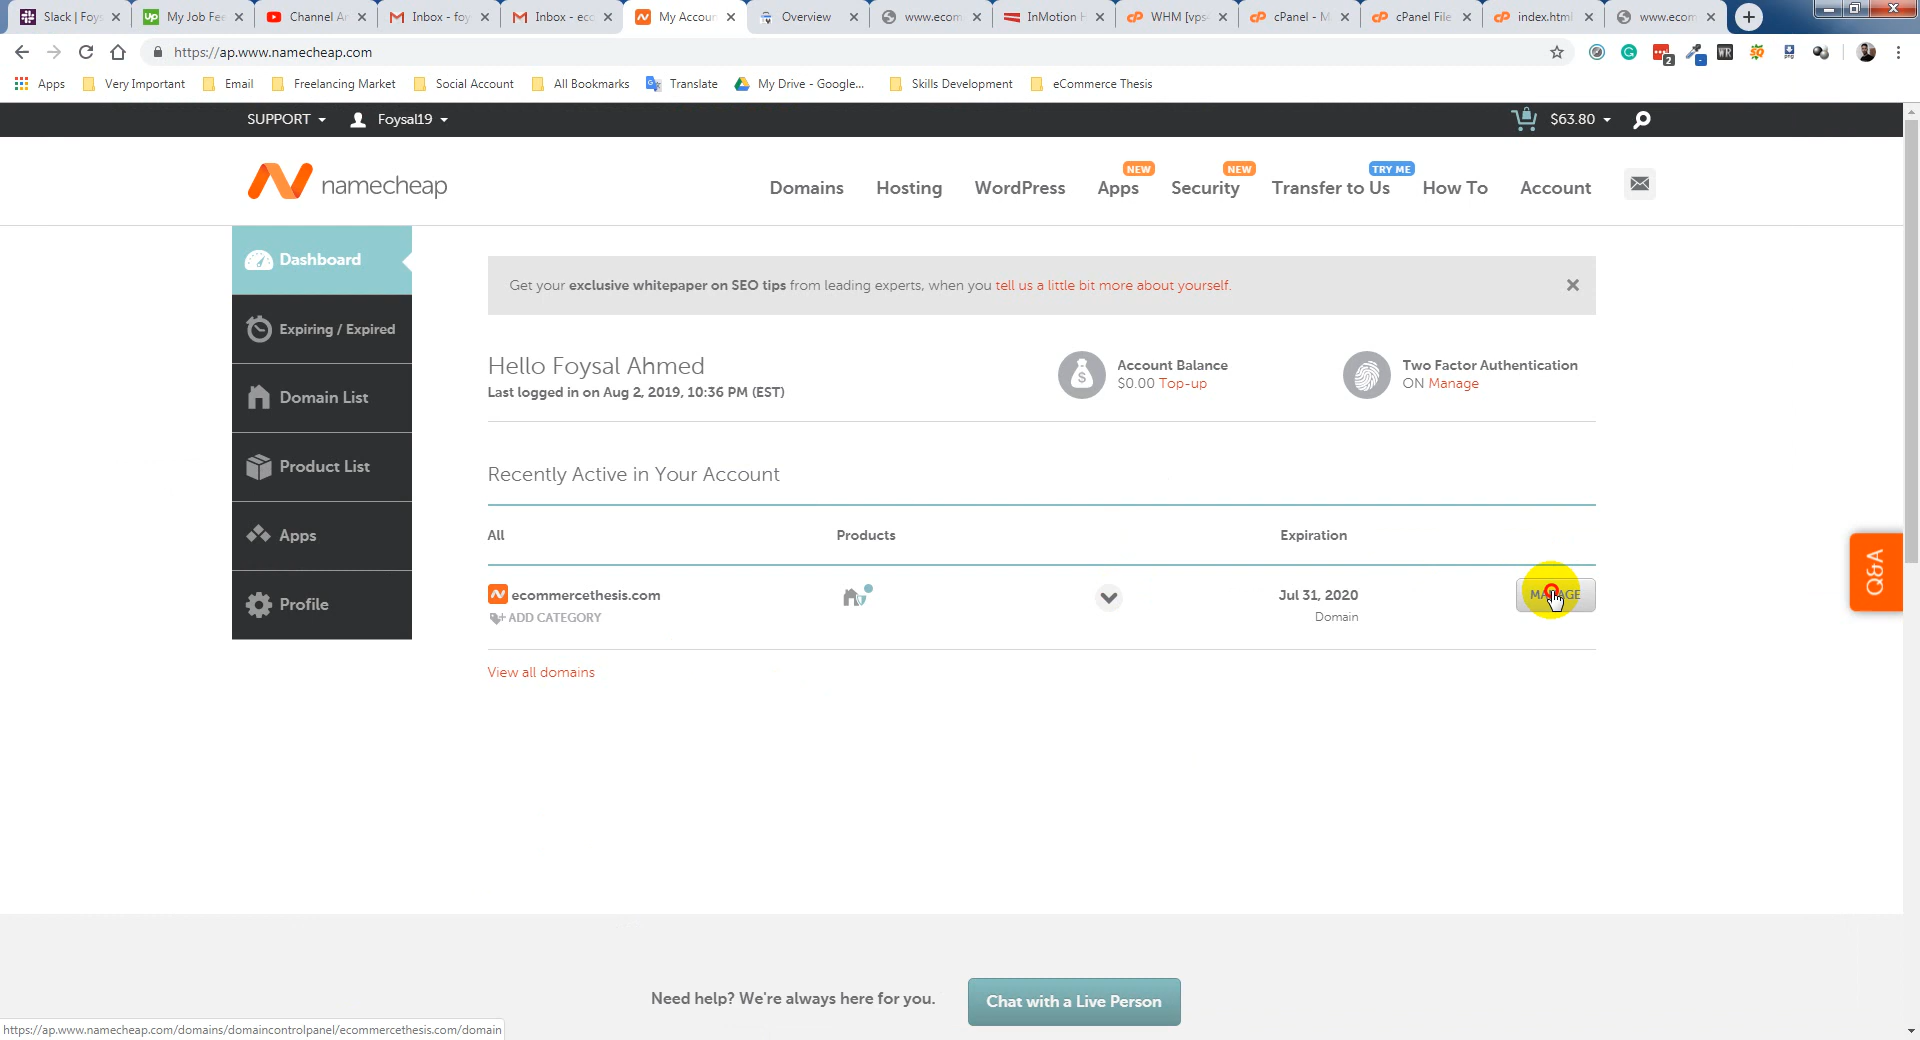 Slack | Foys
My Job Fee
Channel An
Inbox - foy
Inbox - ecc
My Accoun
Overview
www.ecom
InMotion H
WHM [vps
cPanel - M
cPanel File
index.html
www.ecom
https://ap.www.namecheap.com
Apps
Very Important
Email
Freelancing Market
Social Account
All Bookmarks
Translate
My Drive - Google...
Skills Development
eCommerce Thesis
SUPPORT
Foysal19
$63.80
namecheap
Domains
Hosting
WordPress
Apps
NEW
Security
NEW
Transfer to Us
TRY ME
How To
Account
Dashboard
Expiring / Expired
Domain List
Product List
Apps
Profile
Get your exclusive whitepaper on SEO tips from leading experts, when you tell us a little bit more about yourself.
Hello Foysal Ahmed
Last logged in on Aug 2, 2019, 10:36 PM (EST)
Account Balance
$0.00 Top-up
Two Factor Authentication
ON Manage
Recently Active in Your Account
All
Products
Expiration
ecommercethesis.com
ADD CATEGORY
Jul 31, 2020
Domain
MANAGE
View all domains
Q&A
Need help? We're always here for you.
Chat with a Live Person
https://ap.www.namecheap.com/domains/domaincontrolpanel/ecommercethesis.com/domain